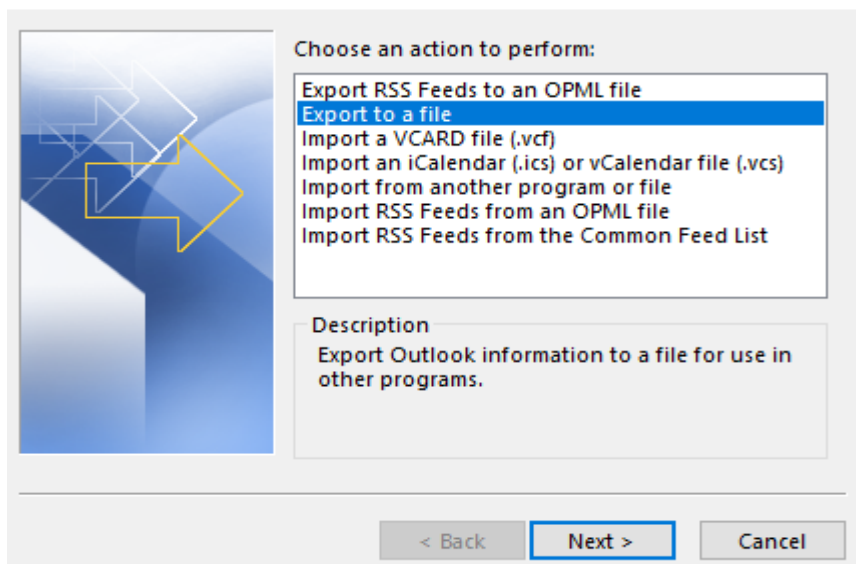 Choose an action to perform:
Export RSS Feeds to an OPML file
Export to a file
Import a VCARD file (.vcf)
Import an iCalendar (.ics) or vCalendar file (.vcs)
Import from another program or file
Import RSS Feeds from an OPML file
Import RSS Feeds from the Common Feed List
Description
Export Outlook information to a file for use in
other programs.
< Back
Next >
Cancel